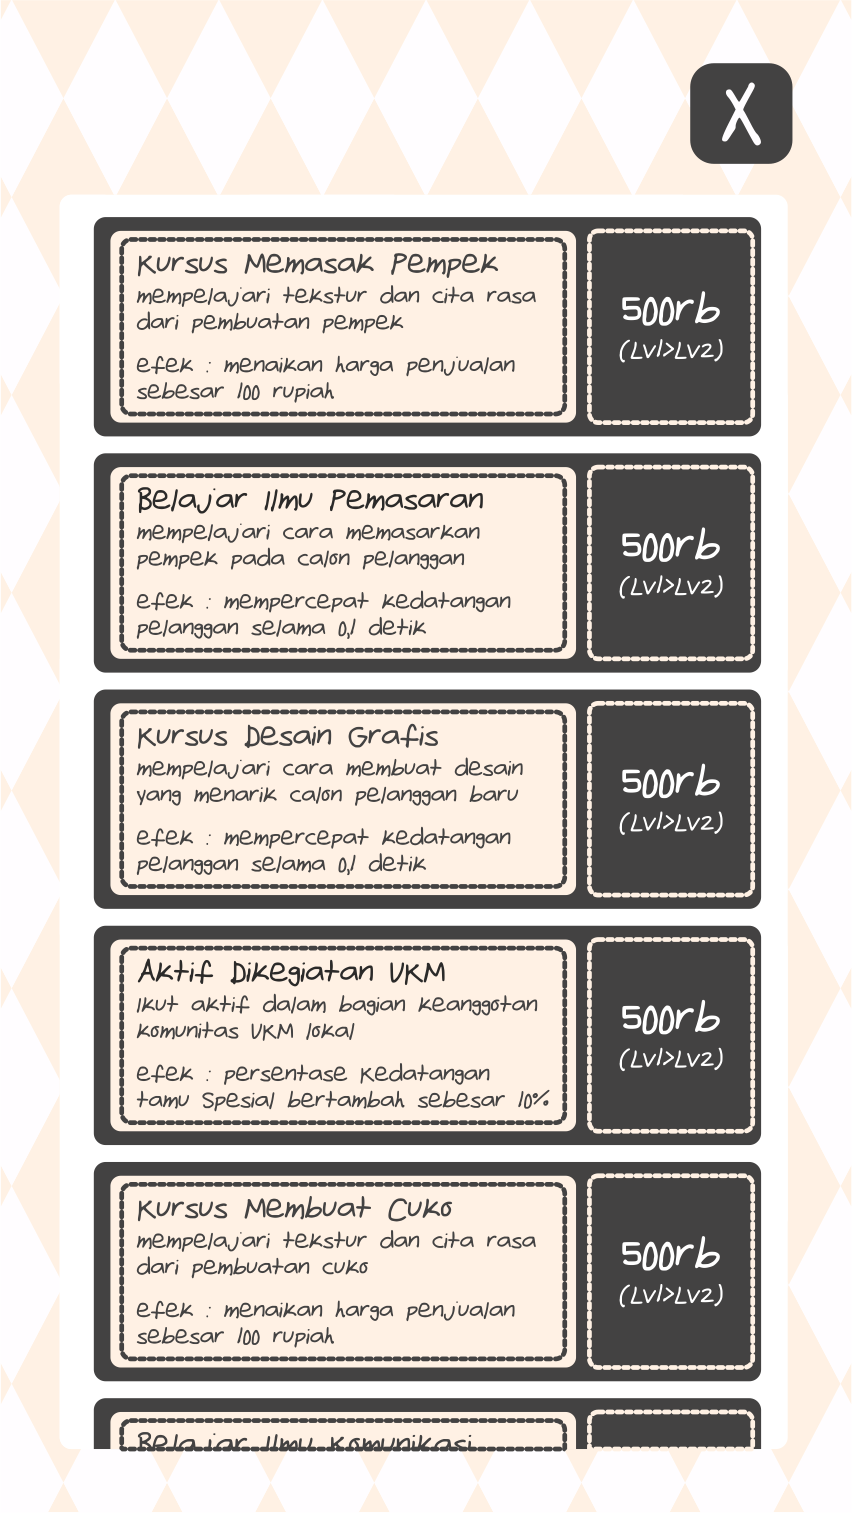 X
Kursus Memasak Pempek
mempelajari tekstur dan cita rasa
dari pembuatan pempek
efek : menaikan harga penjualan
sebesar 100 rupiah
500rb
(Lv1>Lv2)
Belajar Ilmu Pemasaran
mempelajari cara memasarkan
pempek pada calon pelanggan
efek : mempercepat kedatangan
pelanggan selama 0,1 detik
500rb
(Lv1>Lv2)
Kursus Desain Grafis
mempelajari cara membuat desain
yang menarik calon pelanggan baru
efek : mempercepat kedatangan
pelanggan selama 0,1 detik
500rb
(Lv1>Lv2)
Aktif Dikegiatan UKM
Ikut aktif dalam bagian keanggotan
komunitas UKM lokal
efek : persentase kedatangan
tamu Spesial bertambah sebesar 10%
500rb
(Lv1>Lv2)
Kursus Membuat Cuko
mempelajari tekstur dan cita rasa
dari pembuatan cuko
efek : menaikan harga penjualan
sebesar 100 rupiah
500rb
(Lv1>Lv2)
Belajar Ilmu Komunikasi